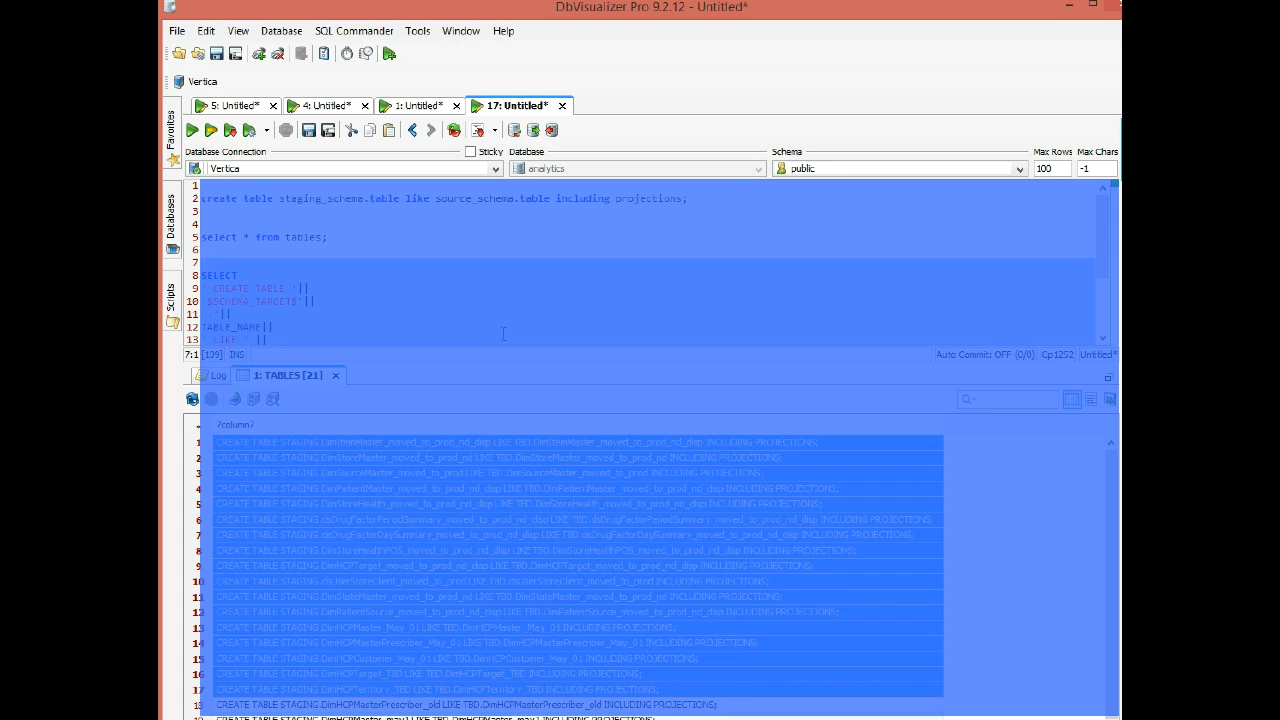 DbVisualizer Pro 9.2.12 - Untitled*
File Edit View Database SQL Commander Tools Window Help
Vertica
5: Untitled* 4: Untitled* 1: Untitled* 17: Untitled*
Database Connection Sticky Database Schema Max Rows Max Chars
Vertica analytics public 100 -1
Favorites
Databases
Scripts
1
2 create table staging_schema.table like source_schema.table including projections;
3
4
5 select * from tables;
6
7
8 SELECT
9 ' CREATE TABLE '||
10 '$SCHEMA_TARGET$'||
11 '.'||
12 TABLE_NAME||
13 ' LIKE ' ||
7:1 [109] INS Auto Commit: OFF (0/0) Cp1252 Untitled*
Log 1: TABLES [21]
?column?
1 CREATE TABLE STAGING.DimItemMaster_moved_to_prod_nd_disp LIKE TBD.DimItemMaster_moved_to_prod_nd_disp INCLUDING PROJECTIONS;
2 CREATE TABLE STAGING.DimStoreMaster_moved_to_prod_nd LIKE TBD.DimStoreMaster_moved_to_prod_nd INCLUDING PROJECTIONS;
3 CREATE TABLE STAGING.DimSourceMaster_moved_to_prod LIKE TBD.DimSourceMaster_moved_to_prod INCLUDING PROJECTIONS;
4 CREATE TABLE STAGING.DimPatientMaster_moved_to_prod_nd_disp LIKE TBD.DimPatientMaster_moved_to_prod_nd_disp INCLUDING PROJECTIONS;
5 CREATE TABLE STAGING.DimStoreHealth_moved_to_prod_nd_disp LIKE TBD.DimStoreHealth_moved_to_prod_nd_disp INCLUDING PROJECTIONS;
6 CREATE TABLE STAGING.dsDrugFactorPeriodSummary_moved_to_prod_nd_disp LIKE TBD.dsDrugFactorPeriodSummary_moved_to_prod_nd_disp INCLUDING PROJECTIONS;
7 CREATE TABLE STAGING.dsDrugFactorDaySummary_moved_to_prod_nd_disp LIKE TBD.dsDrugFactorDaySummary_moved_to_prod_nd_disp INCLUDING PROJECTIONS;
8 CREATE TABLE STAGING.DimStoreHealthPOS_moved_to_prod_nd_disp LIKE TBD.DimStoreHealthPOS_moved_to_prod_nd_disp INCLUDING PROJECTIONS;
9 CREATE TABLE STAGING.DimHCPTarget_moved_to_prod_nd_disp LIKE TBD.DimHCPTarget_moved_to_prod_nd_disp INCLUDING PROJECTIONS;
10 CREATE TABLE STAGING.dsUserStoreClient_moved_to_prod LIKE TBD.dsUserStoreClient_moved_to_prod INCLUDING PROJECTIONS;
11 CREATE TABLE STAGING.DimStateMaster_moved_to_prod_nd LIKE TBD.DimStateMaster_moved_to_prod_nd INCLUDING PROJECTIONS;
12 CREATE TABLE STAGING.DimPatientSource_moved_to_prod_nd_disp LIKE TBD.DimPatientSource_moved_to_prod_nd_disp INCLUDING PROJECTIONS;
13 CREATE TABLE STAGING.DimHCPMaster_May_01 LIKE TBD.DimHCPMaster_May_01 INCLUDING PROJECTIONS;
14 CREATE TABLE STAGING.DimHCPMasterPrescriber_May_01 LIKE TBD.DimHCPMasterPrescriber_May_01 INCLUDING PROJECTIONS;
15 CREATE TABLE STAGING.DimHCPCustomer_May_01 LIKE TBD.DimHCPCustomer_May_01 INCLUDING PROJECTIONS;
16 CREATE TABLE STAGING.DimHCPTarget_TBD LIKE TBD.DimHCPTarget_TBD INCLUDING PROJECTIONS;
17 CREATE TABLE STAGING.DimHCPTerritory_TBD LIKE TBD.DimHCPTerritory_TBD INCLUDING PROJECTIONS;
18 CREATE TABLE STAGING.DimHCPMasterPrescriber_old LIKE TBD.DimHCPMasterPrescriber_old INCLUDING PROJECTIONS;
19 CREATE TABLE STAGING.DimHCPMaster_may1 LIKE TBD.DimHCPMaster_may1 INCLUDING PROJECTIONS;